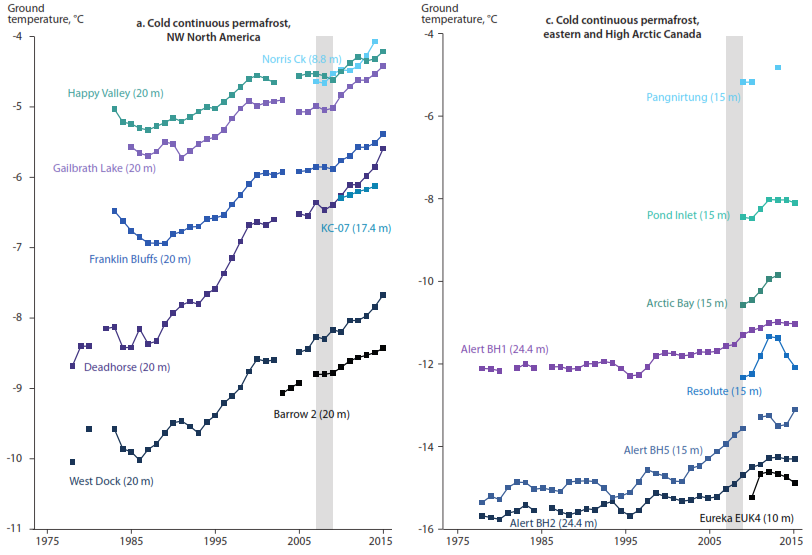 Ground
temperature, °C
a. Cold continuous permafrost,
NW North America
-4
-5
-6
-7
-8
-9
-10
-11
Norris Ck (8.8 m)
Happy Valley (20 m)
Gailbrath Lake (20 m)
KC-07 (17.4 m)
Franklin Bluffs (20 m)
Deadhorse (20 m)
Barrow 2 (20 m)
West Dock (20 m)
1975
1985
1995
2005
2015
Ground
temperature, °C
c. Cold continuous permafrost,
eastern and High Arctic Canada
-4
-6
-8
-10
-12
-14
-16
Pangnirtung (15 m)
Pond Inlet (15 m)
Arctic Bay (15 m)
Alert BH1 (24.4 m)
Resolute (15 m)
Alert BH5 (15 m)
Eureka EUK4 (10 m)
Alert BH2 (24.4 m)
1975
1985
1995
2005
2015